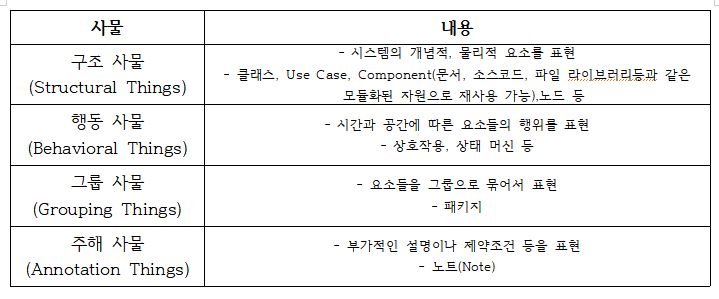 사물 내용
구조 사물
(Structural Things)
- 시스템의 개념적, 물리적 요소를 표현
- 클래스, Use Case, Component(문서, 소스코드, 파일 라이브러리등과 같은
모듈화된 자원으로 재사용 가능),노드 등
행동 사물
(Behavioral Things)
- 시간과 공간에 따른 요소들의 행위를 표현
- 상호작용, 상태 머신 등
그룹 사물
(Grouping Things)
- 요소들을 그룹으로 묶어서 표현
- 패키지
주해 사물
(Annotation Things)
- 부가적인 설명이나 제약조건 등을 표현
- 노트(Note)